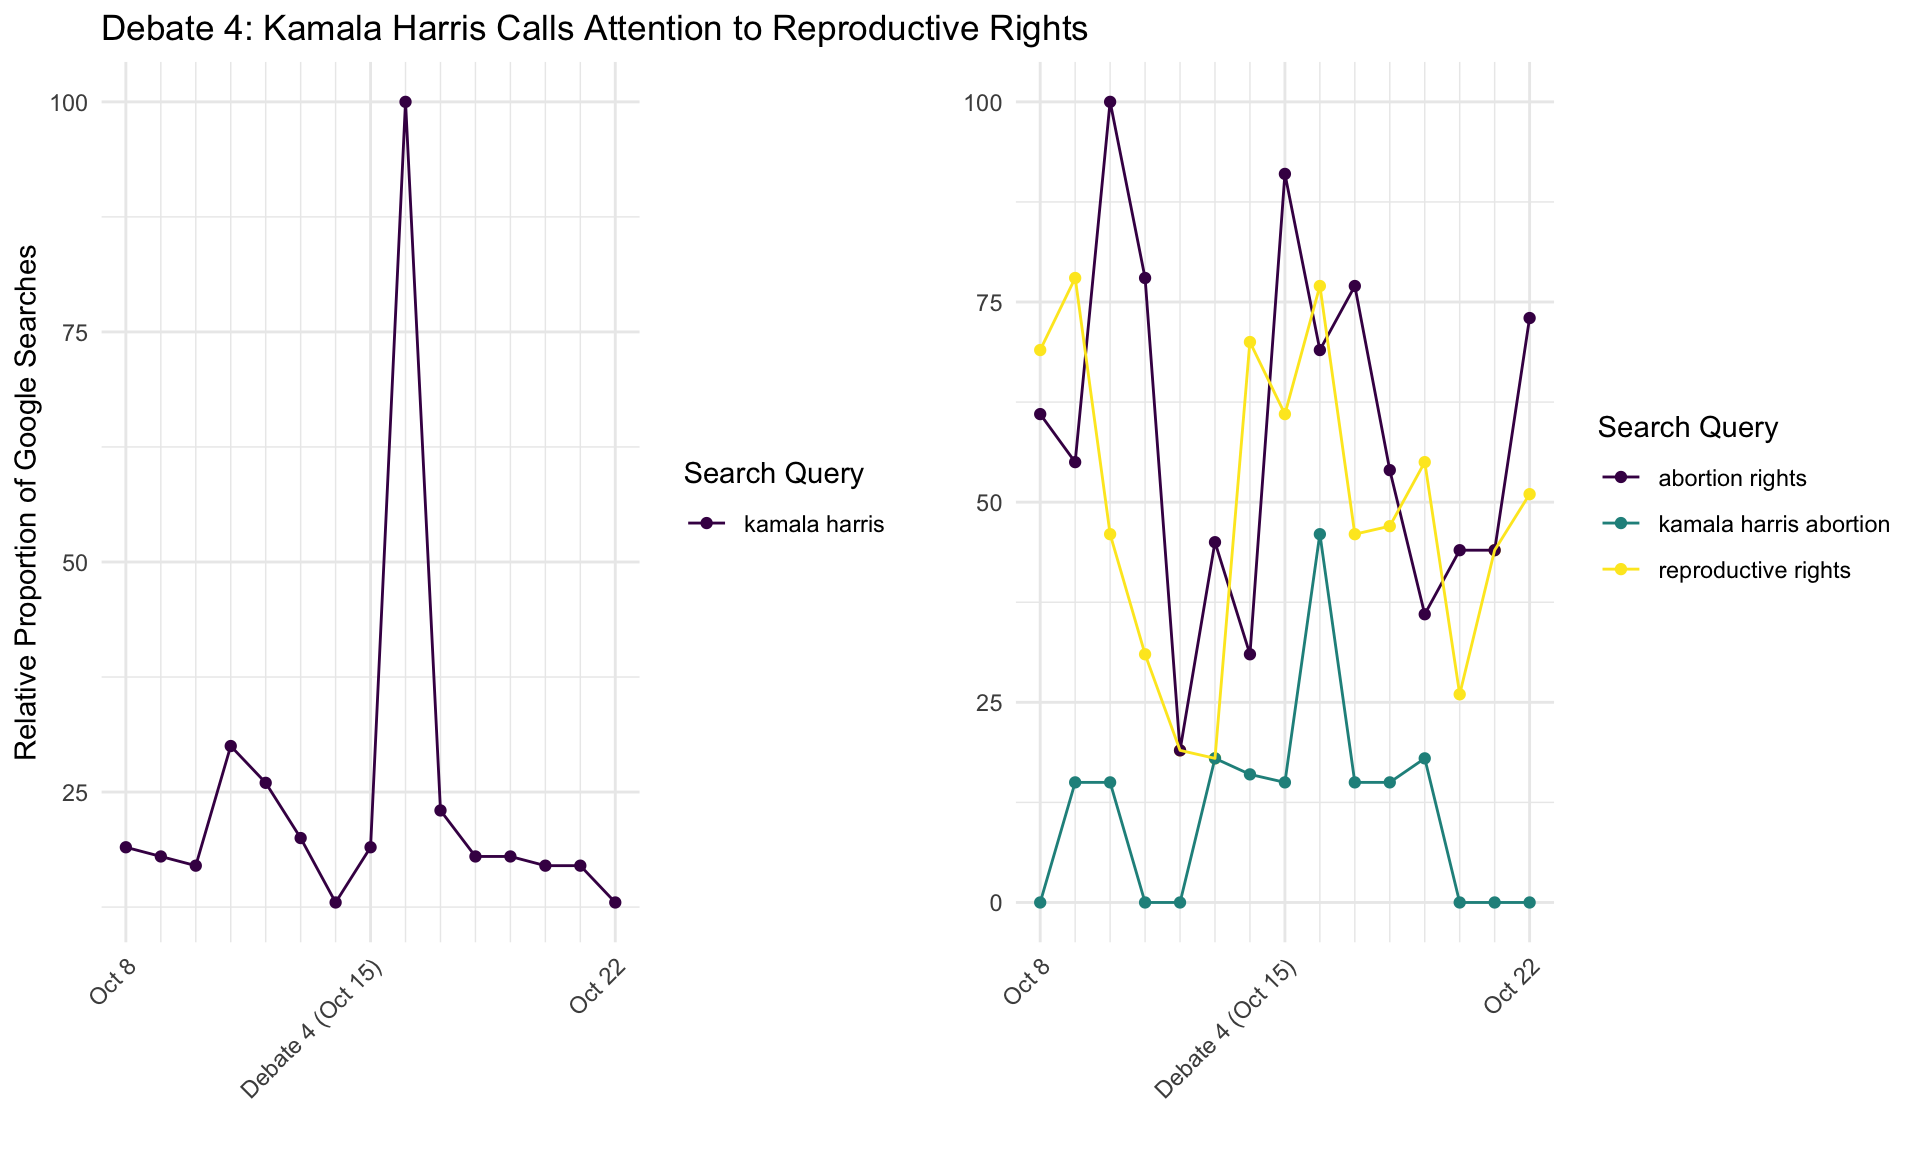 Debate 4: Kamala Harris Calls Attention to Reproductive Rights
Relative Proportion of Google Searches
100
75
50
25
Oct 8
Debate 4 (Oct 15)
Oct 22
Search Query
kamala harris
100
75
50
25
0
Oct 8
Debate 4 (Oct 15)
Oct 22
Search Query
abortion rights
kamala harris abortion
reproductive rights